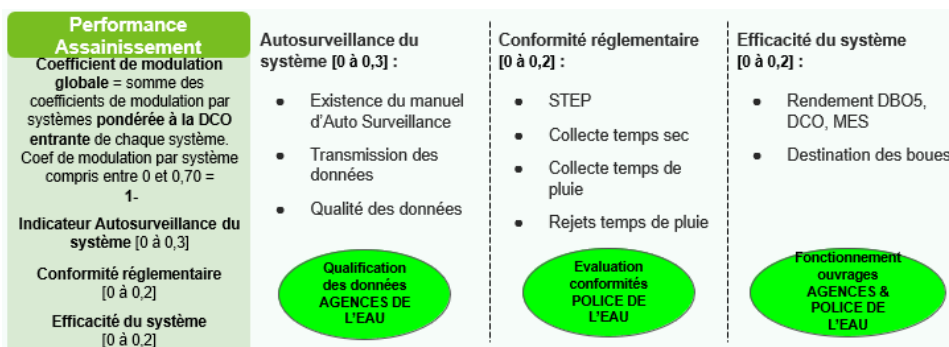 Performance
Assainissement
Coefficient de modulation
globale = somme des
coefficients de modulation par
systèmes pondérée à la DCO
entrante de chaque système.
Coef de modulation par système
compris entre 0 et 0,70 =
1-
Indicateur Autosurveillance du
système [0 à 0,3]
Conformité réglementaire
[0 à 0,2]
Efficacité du système
[0 à 0,2]
Autosurveillance du
système [0 à 0,3] :
● Existence du manuel
d'Auto Surveillance
● Transmission des
données
● Qualité des données
Qualification
des données
AGENCES DE
L'EAU
Conformité réglementaire
[0 à 0,2] :
● STEP
● Collecte temps sec
● Collecte temps de
pluie
● Rejets temps de pluie
Evaluation
conformités
POLICE DE
L'EAU
Efficacité du système
[0 à 0,2] :
● Rendement DBO5,
DCO, MES
● Destination des boues
Fonctionnement
ouvrages
AGENCES &
POLICE DE
L'EAU